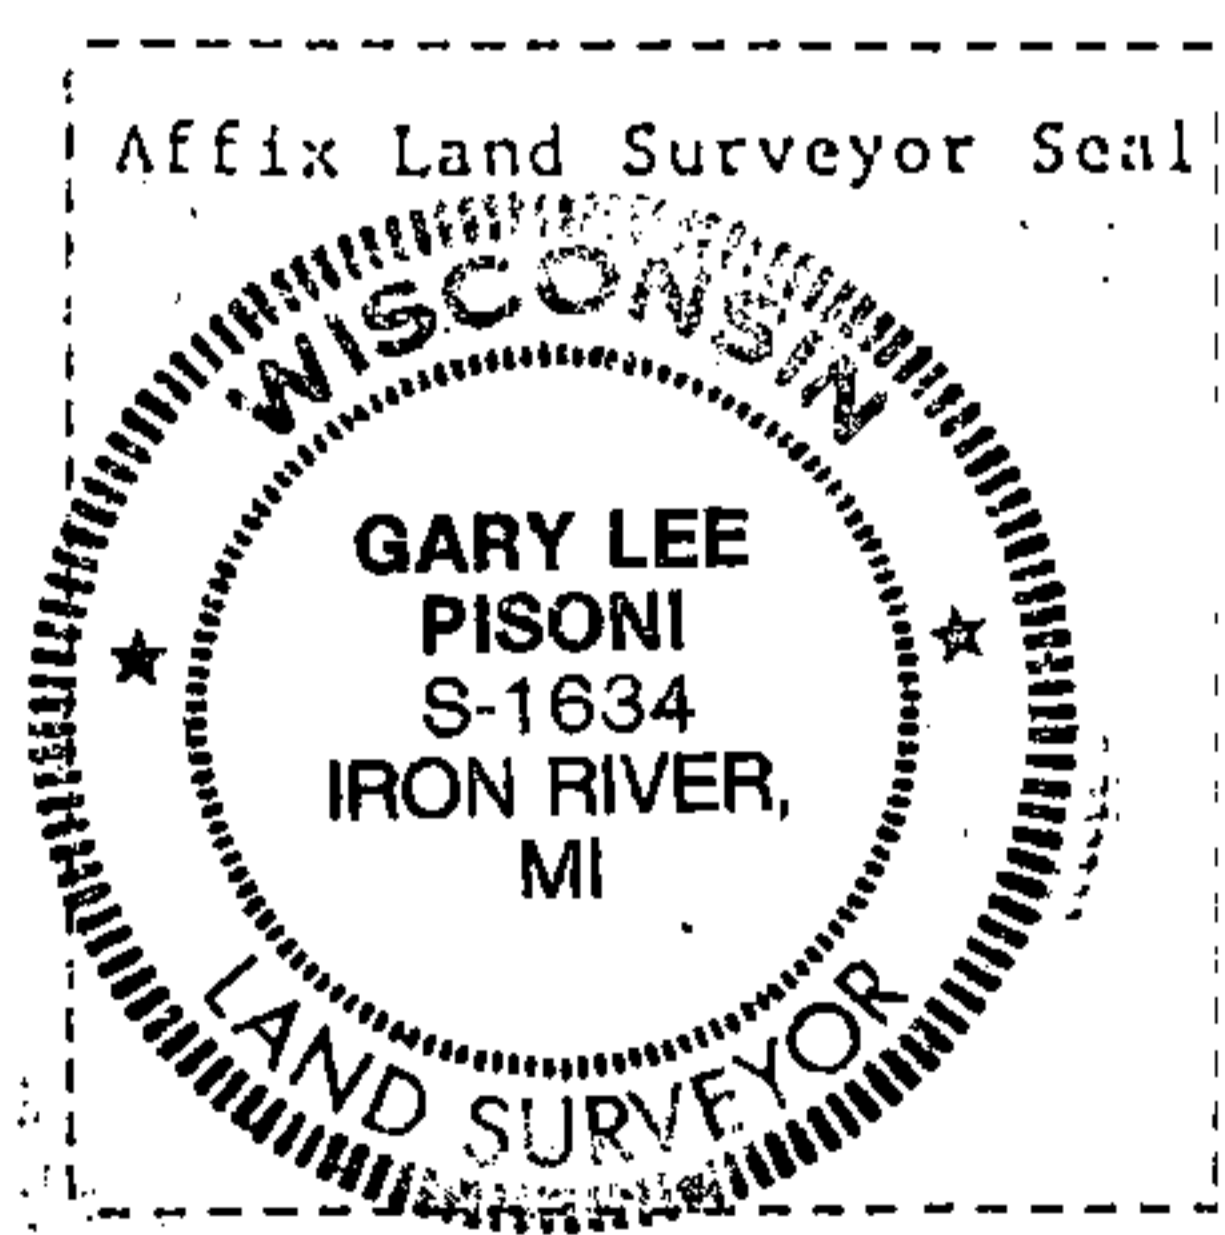 Affix Land Surveyor Seal
WISCONSIN
GARY LEE
PISONI
S-1634
IRON RIVER,
MI
LAND SURVEYOR